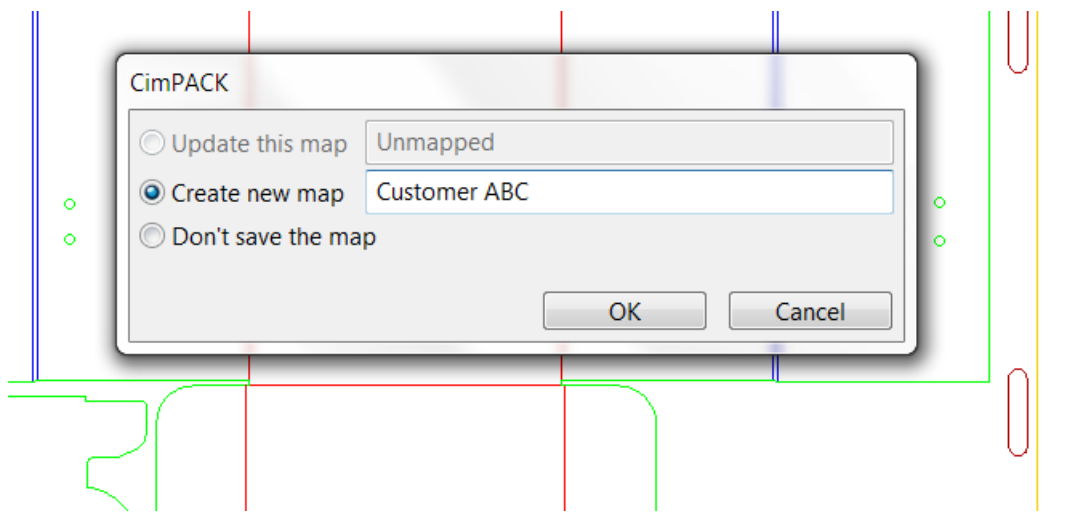 CimPACK
Update this map Unmapped
Create new map Customer ABC
Don't save the map
OK Cancel